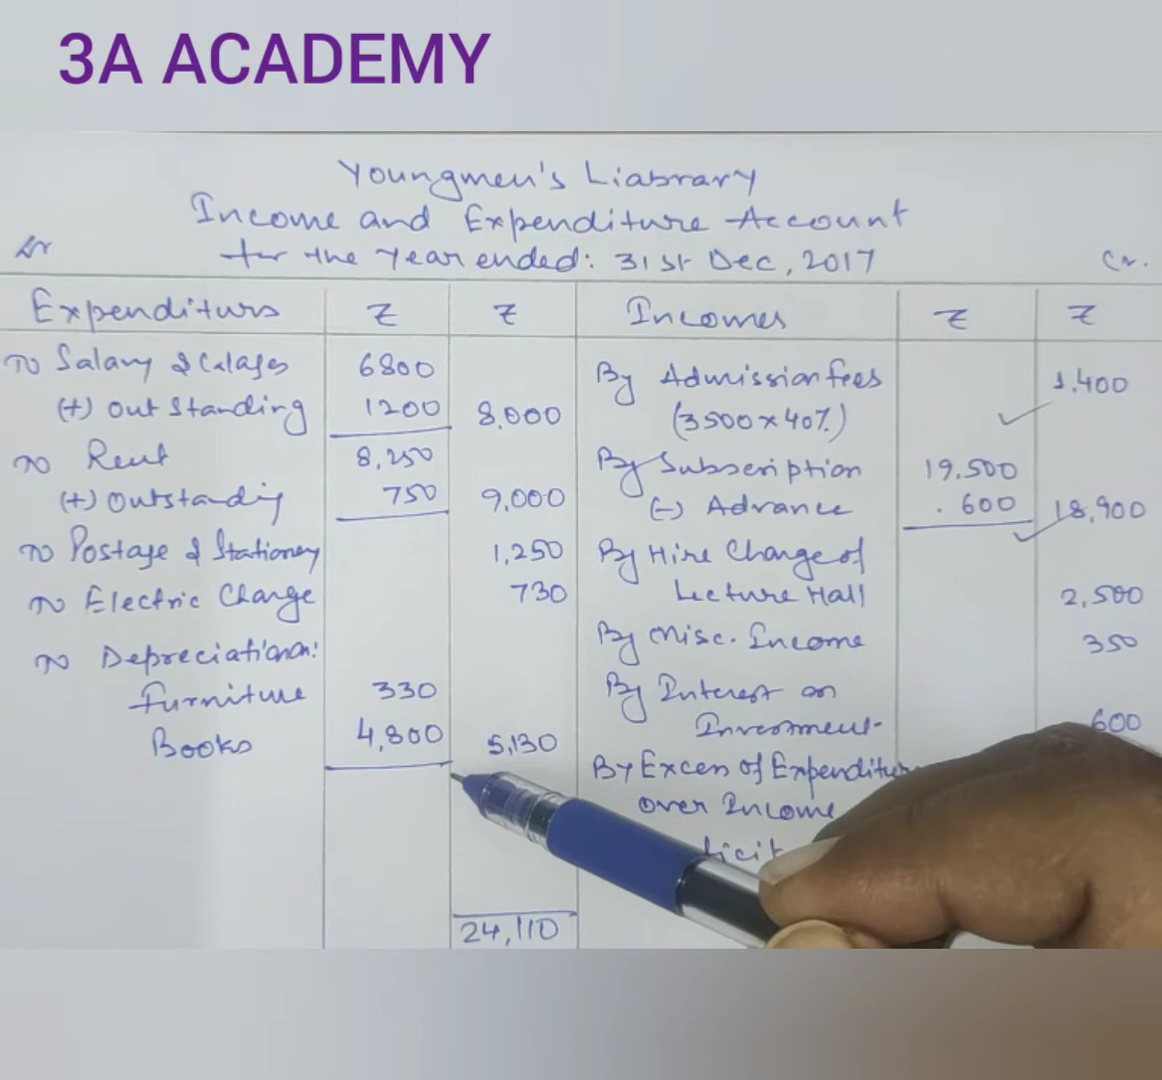 3A ACADEMY
Youngmen's Liabrary
Income and Expenditure Account
for the Year ended: 31st Dec, 2017
Dr Cr.
Expenditurs ₹ ₹ Incomes ₹ ₹
To Salary & Walages 6800
(+) Out Standing 1200 8,000
To Rent 8,250
(+) Outstanding 750 9,000
To Postage & Stationery 1,250
To Electric Charge 730
To Depreciation:
Furniture 330
Books 4,800 5,130
24,110
By Admission fees 1,400
(3500 × 40%)
By Subscription 19,500
(-) Advance 600 18,900
By Hire Charge of
Lecture Hall 2,500
By Misc. Income 350
By Interest on
Investment 600
By Excess of Expenditure
over Income
ficit